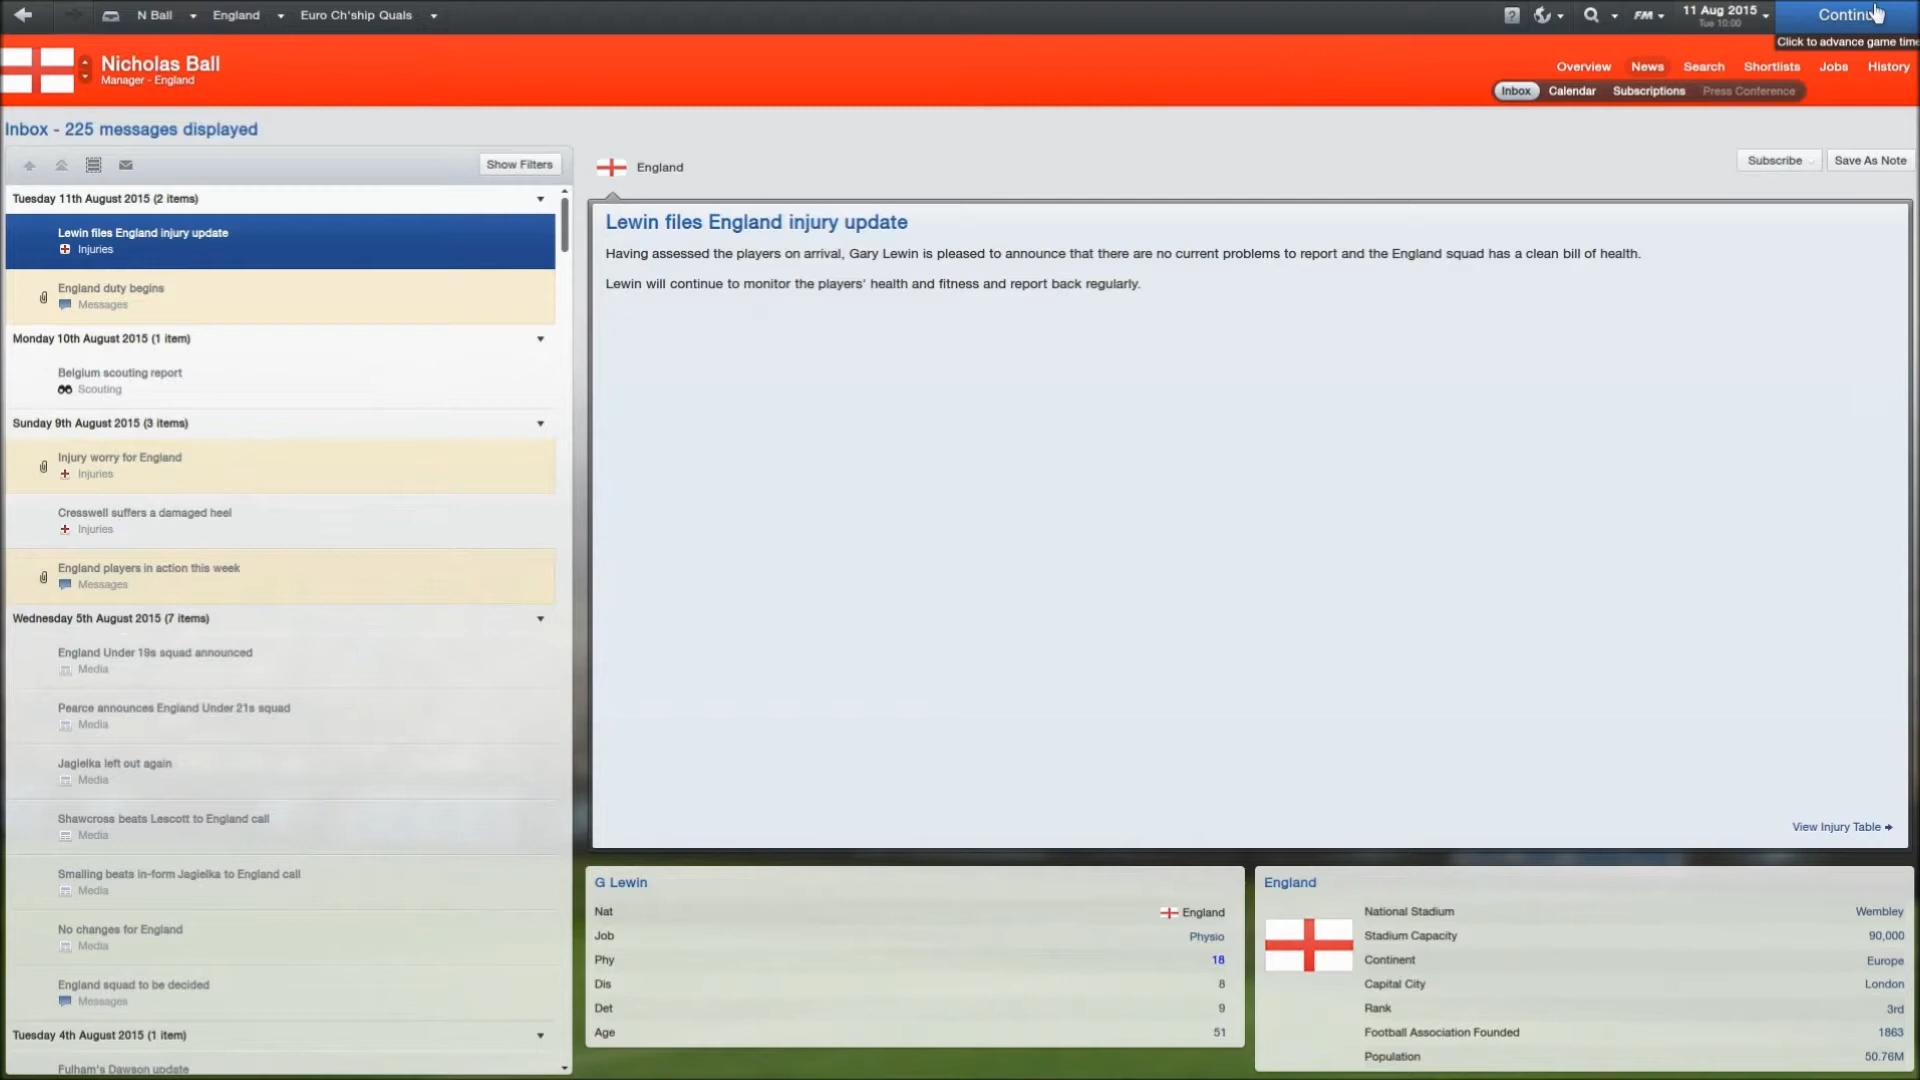 N Ball England Euro Ch'ship Quals
? FM 11 Aug 2015
Tue 10:00
Continu
Click to advance game time
Nicholas Ball
Manager - England
Overview News Search Shortlists Jobs History
Inbox Calendar Subscriptions Press Conference
Inbox - 225 messages displayed
Show Filters
England
Subscribe Save As Note
Tuesday 11th August 2015 (2 items)
Lewin files England injury update
Injuries
England duty begins
Messages
Monday 10th August 2015 (1 item)
Belgium scouting report
Scouting
Sunday 9th August 2015 (3 items)
Injury worry for England
Injuries
Cresswell suffers a damaged heel
Injuries
England players in action this week
Messages
Wednesday 5th August 2015 (7 items)
England Under 19s squad announced
Media
Pearce announces England Under 21s squad
Media
Jagielka left out again
Media
Shawcross beats Lescott to England call
Media
Smalling beats in-form Jagielka to England call
Media
No changes for England
Media
England squad to be decided
Messages
Tuesday 4th August 2015 (1 item)
Fulham's Dawson update
Lewin files England injury update
Having assessed the players on arrival, Gary Lewin is pleased to announce that there are no current problems to report and the England squad has a clean bill of health.
Lewin will continue to monitor the players' health and fitness and report back regularly.
View Injury Table
G Lewin
Nat England
Job Physio
Phy 18
Dis 8
Det 9
Age 51
England
National Stadium Wembley
Stadium Capacity 90,000
Continent Europe
Capital City London
Rank 3rd
Football Association Founded 1863
Population 50.76M